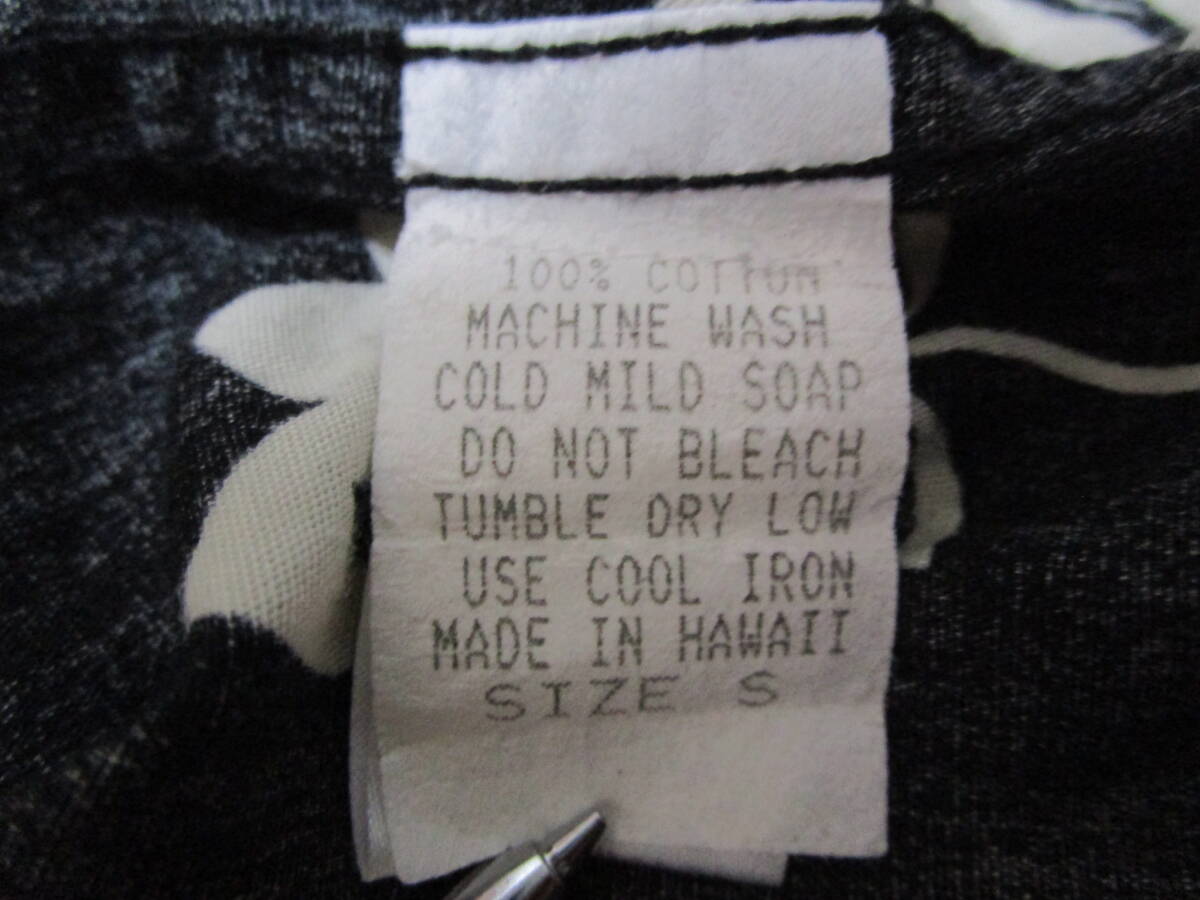 100% COTTON
MACHINE WASH
COLD MILD SOAP
DO NOT BLEACH
TUMBLE DRY LOW
USE COOL IRON
MADE IN HAWAII
SIZE S